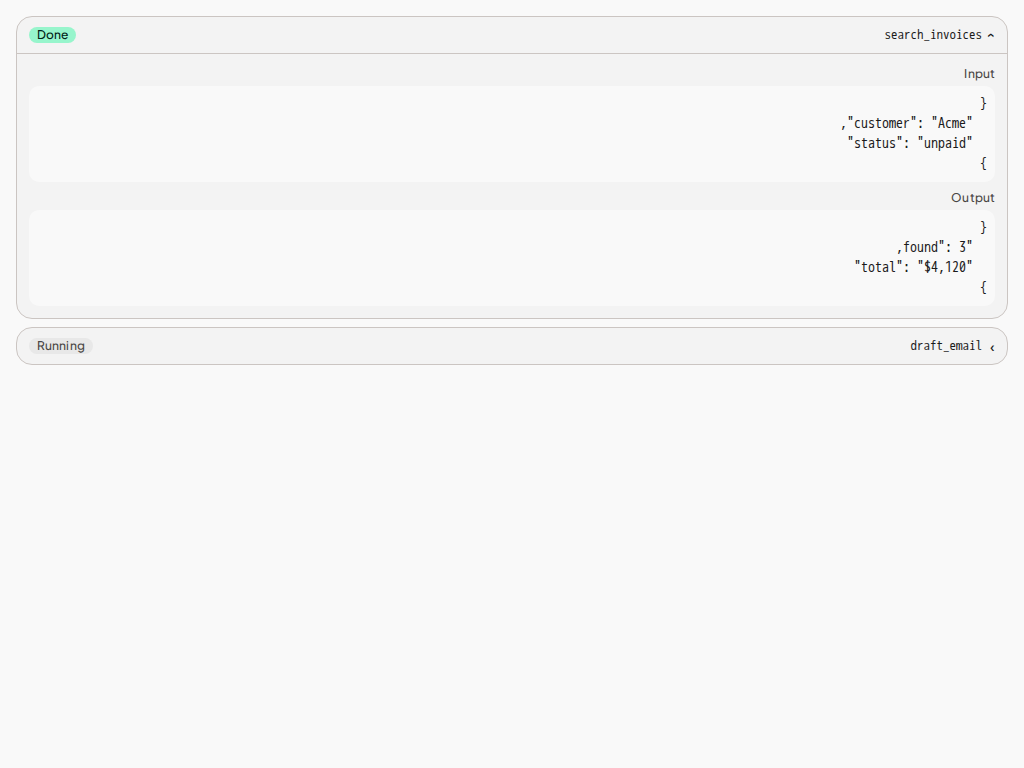 search_invoices
Done
Input
}
,"customer": "Acme"
"status": "unpaid"
{
Output
}
,found": 3"
"total": "$4,120"
{
draft_email
Running